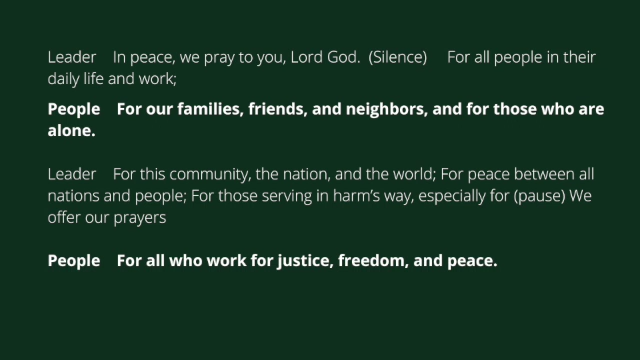 Leader In peace, we pray to you, Lord God. (Silence) For all people in their
daily life and work;
People For our families, friends, and neighbors, and for those who are
alone.
Leader For this community, the nation, and the world; For peace between all
nations and people; For those serving in harm’s way, especially for (pause) We
offer our prayers
People For all who work for justice, freedom, and peace.